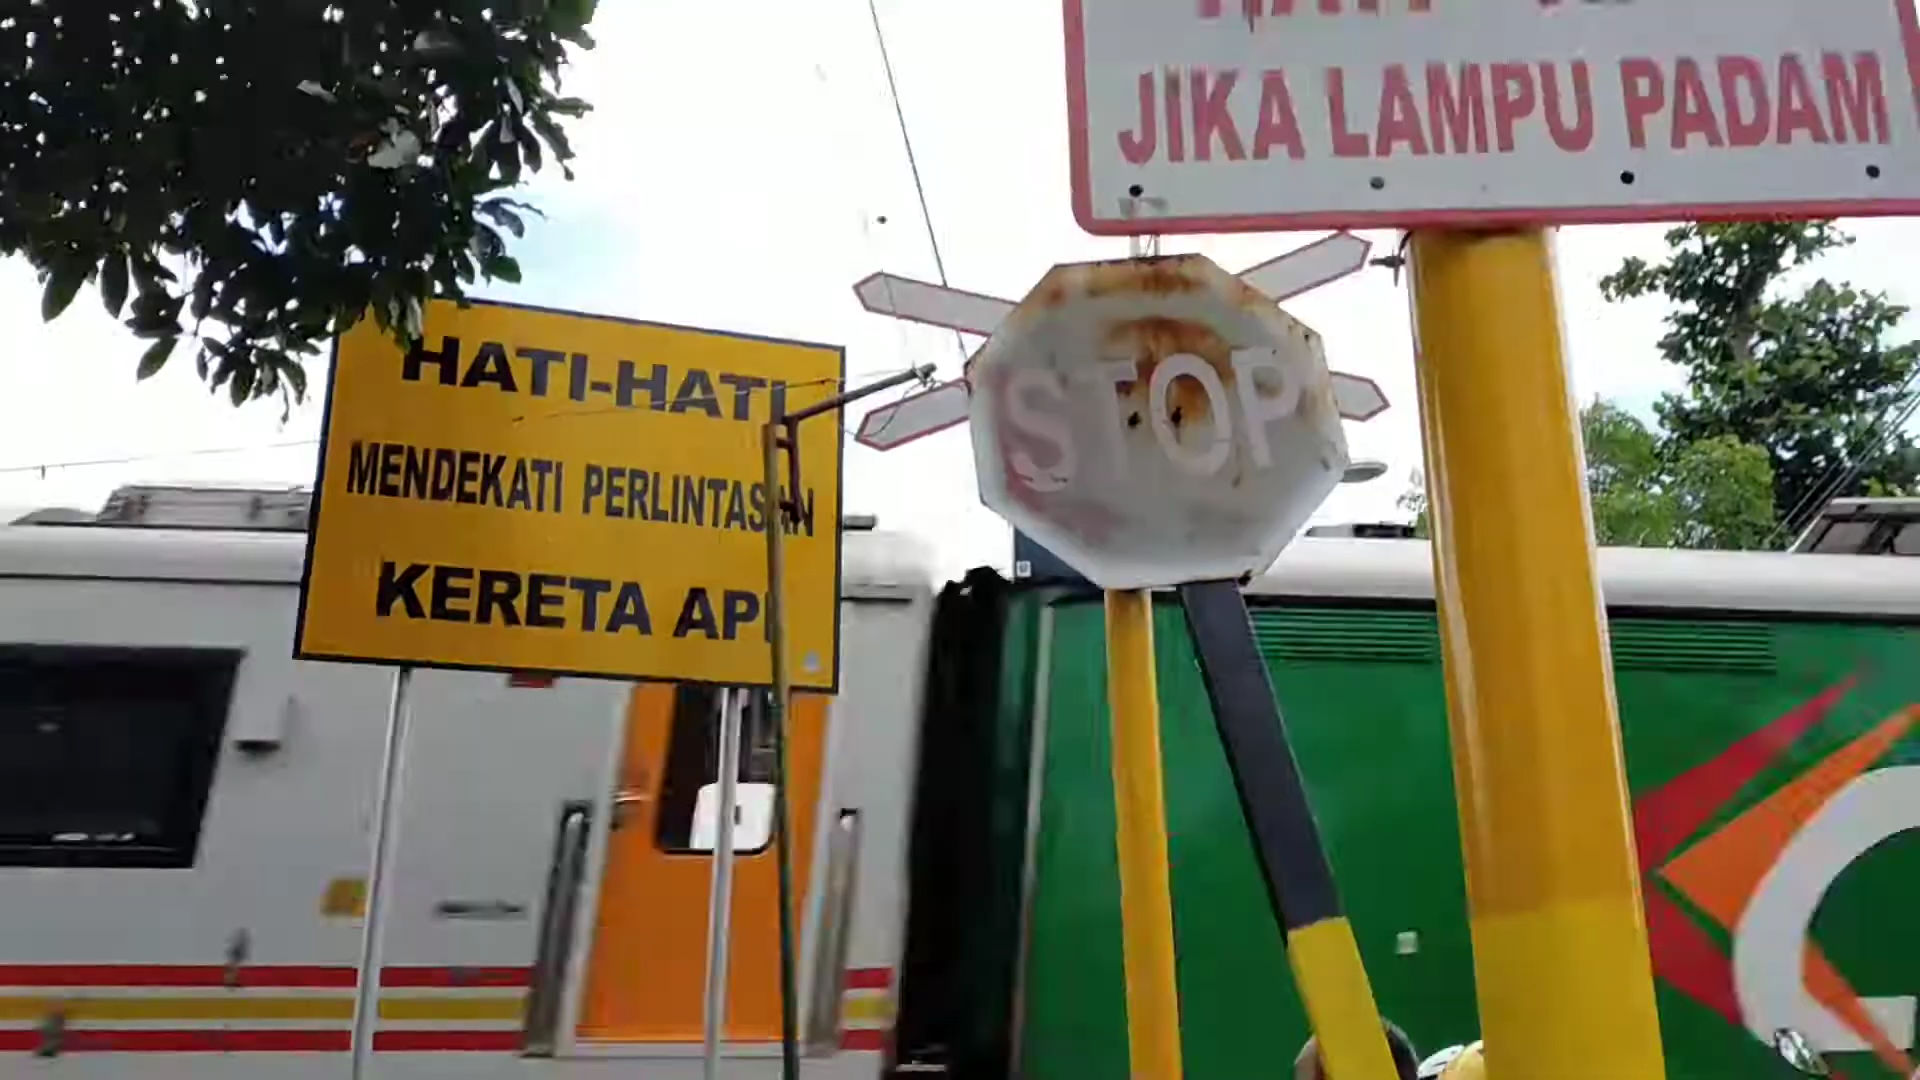 JIKA LAMPU PADAM
HATI-HATI
MENDEKATI PERLINTASAN
KERETA API
STOP